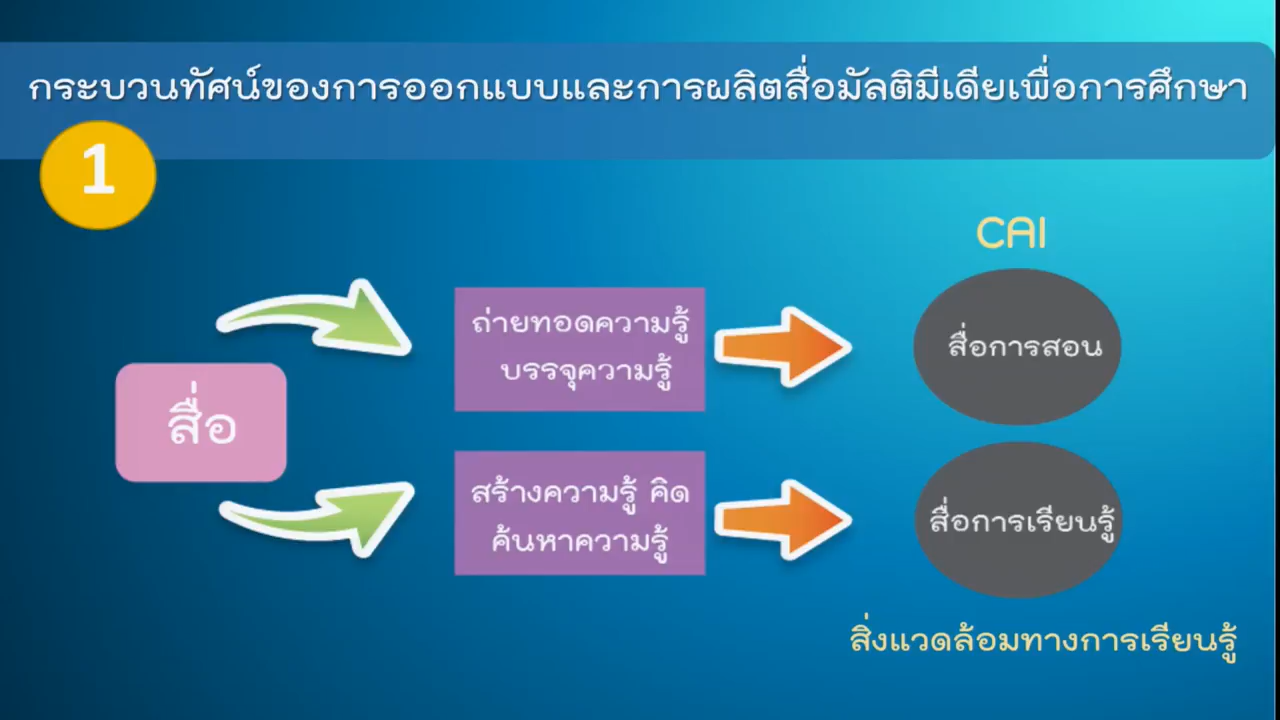 กระบวนทัศน์ของการออกแบบและการผลิตสื่อมัลติมีเดียเพื่อการศึกษา
1
CAI
สื่อ
ถ่ายทอดความรู้
บรรจุความรู้
สื่อการสอน
สร้างความรู้ คิด
ค้นหาความรู้
สื่อการเรียนรู้
สิ่งแวดล้อมทางการเรียนรู้